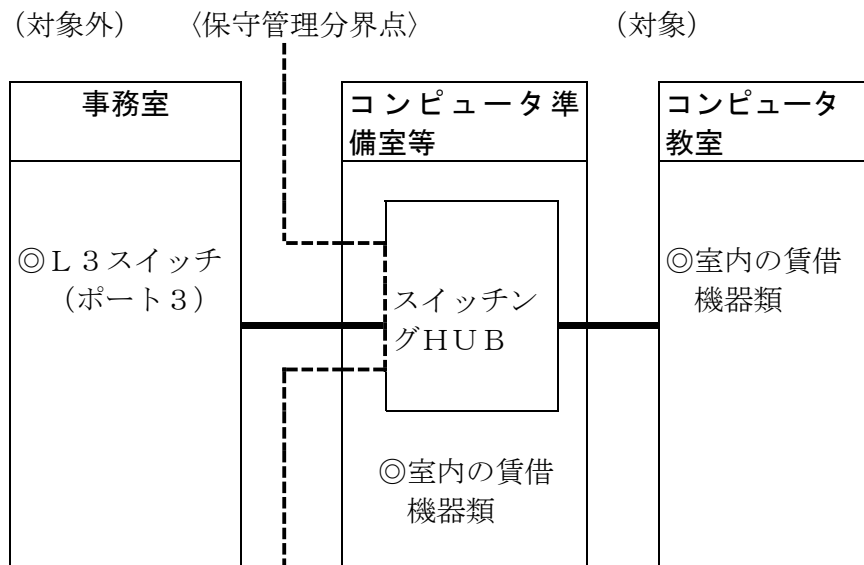 （対象外）
〈保守管理分界点〉
（対象）
事務室
コンピュータ準
備室等
コンピュータ
教室
◎Ｌ３スイッチ
（ポート３）
スイッチン
グＨＵＢ
◎室内の賃借
機器類
◎室内の賃借
機器類